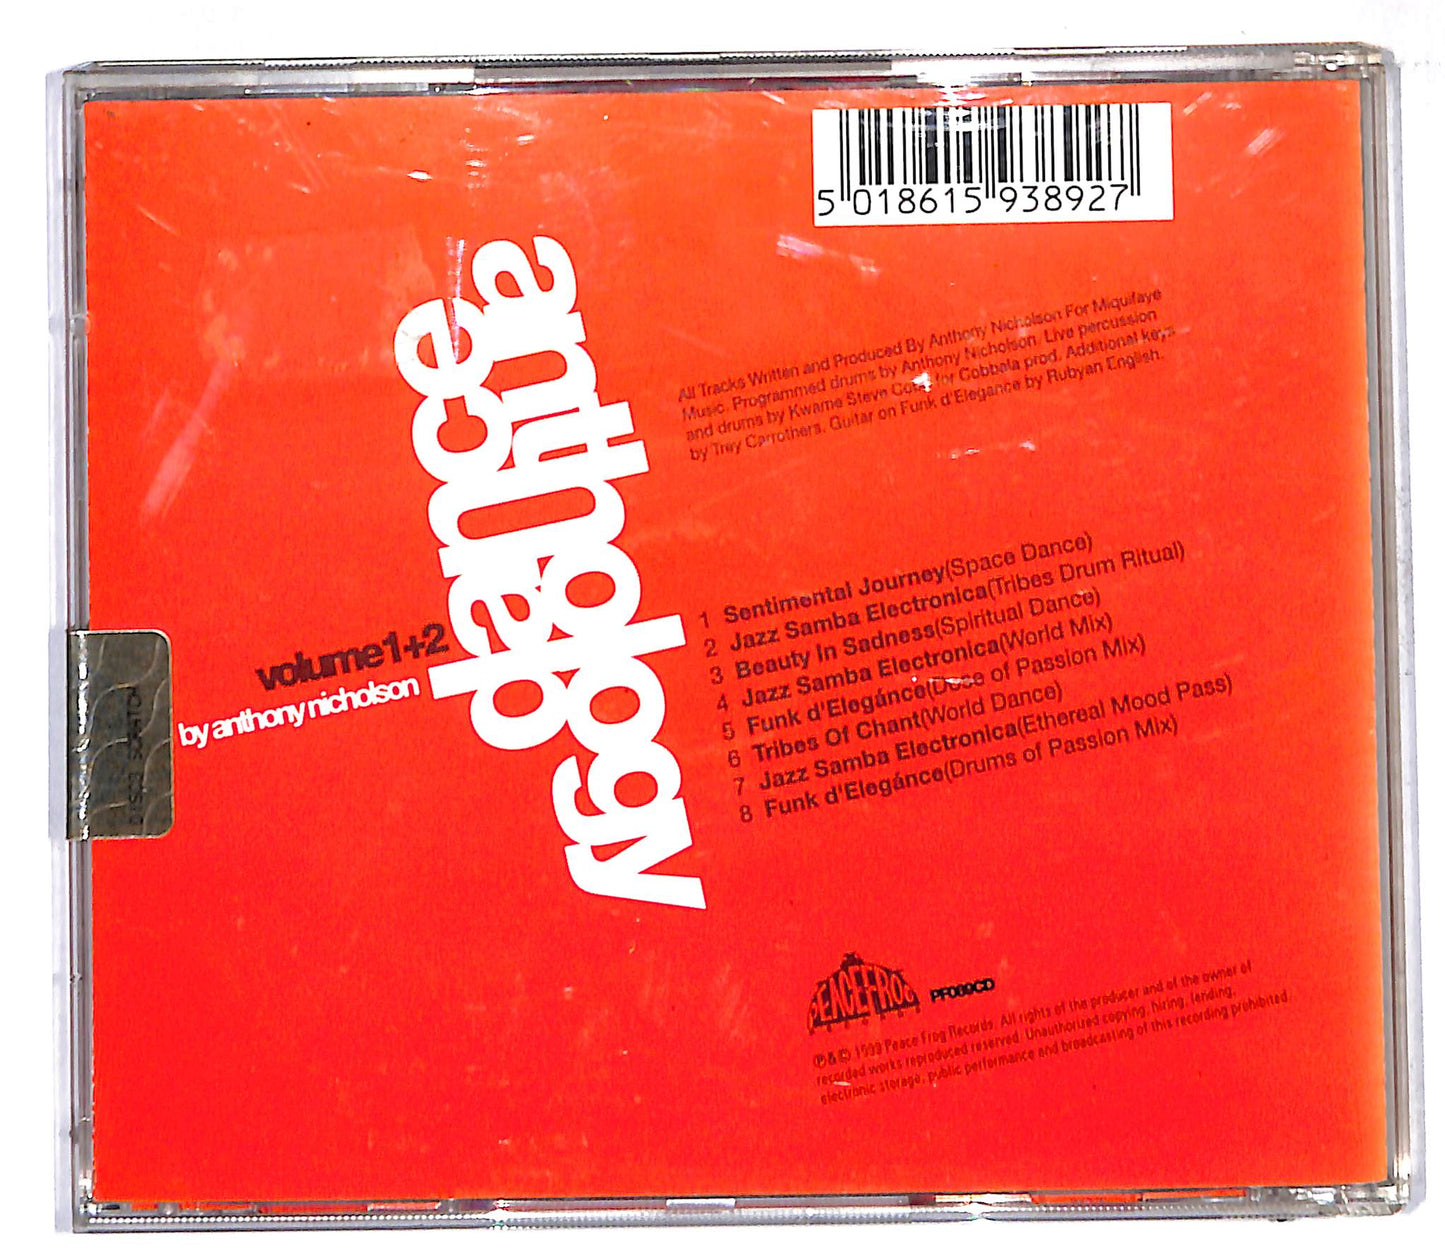 5 018615 938927
All Tracks Written and Produced By Anthony Nicholson For Miquifaye
Music. Programmed drums by Anthony Nicholson. Live percussion
and drums by Kwame Steve Cobb for Cobbala prod. Additional keys
by Trey Carrothers. Guitar on Funk d'Elegance by Rubyan English.
dance
anthology
volume1+2
by anthony nicholson
1 Sentimental Journey(Space Dance)
2 Jazz Samba Electronica(Tribes Drum Ritual)
3 Beauty In Sadness(Spiritual Dance)
4 Jazz Samba Electronica(World Mix)
5 Funk d'Elegánce(Dose of Passion Mix)
6 Tribes Of Chant(World Dance)
7 Jazz Samba Electronica(Ethereal Mood Pass)
8 Funk d'Elegánce(Drums of Passion Mix)
PEACEFROG
RECORDS
PF089CD
℗ & © 1999 Peace Frog Records. All rights of the producer and of the owner of
recorded works reproduced reserved. Unauthorized copying, hiring, lending,
electronic storage, public performance and broadcasting of this recording prohibited.